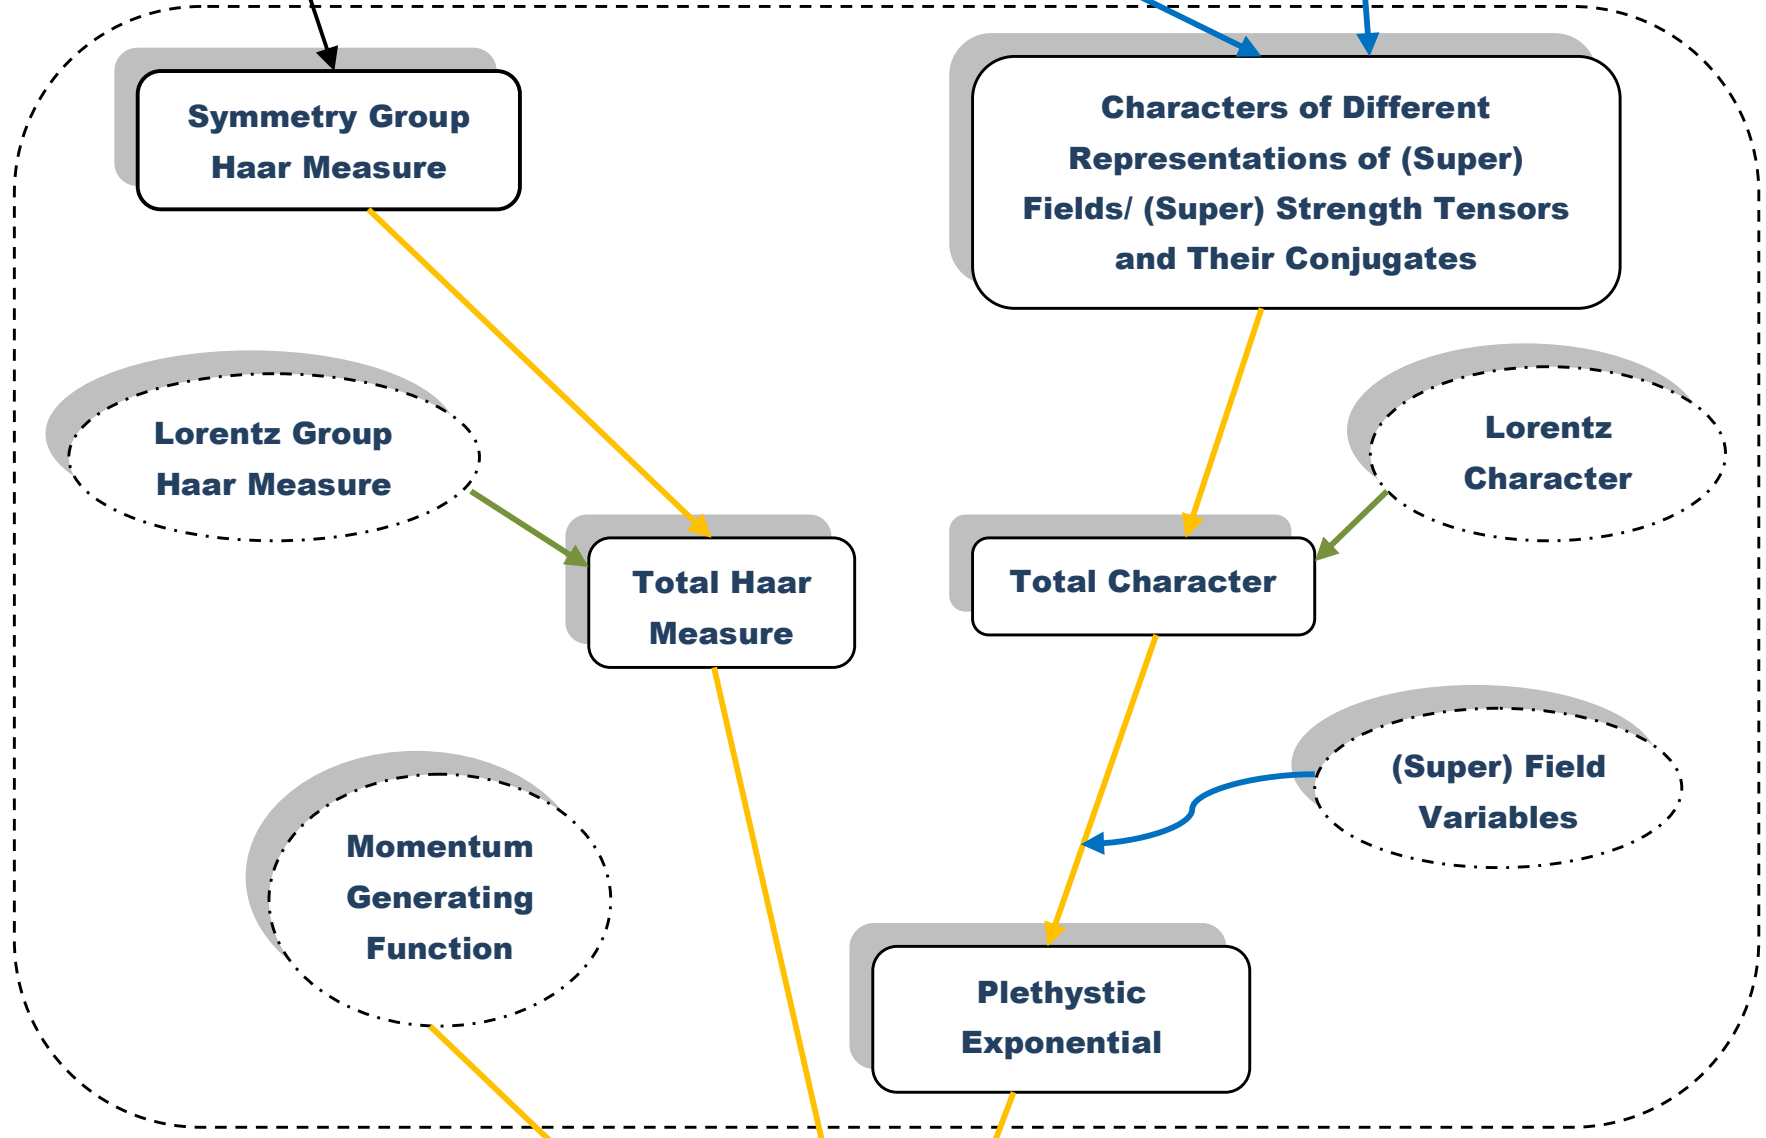 Symmetry Group
Haar Measure
Characters of Different
Representations of (Super)
Fields/ (Super) Strength Tensors
and Their Conjugates
Lorentz Group
Haar Measure
Lorentz
Character
Total Haar
Measure
Total Character
(Super) Field
Variables
Momentum
Generating
Function
Plethystic
Exponential